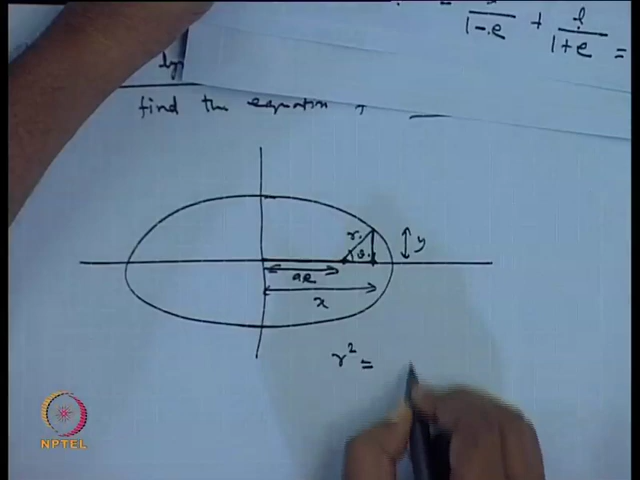 l/(1-e) + l/(1+e) =
find the equation
r.
θ.
y
ae
x
r² =
NPTEL